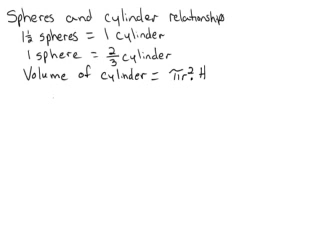 Spheres and cylinder relationship
1½ spheres = 1 cylinder
1 sphere = 2/3 cylinder
Volume of cylinder = πr²·H